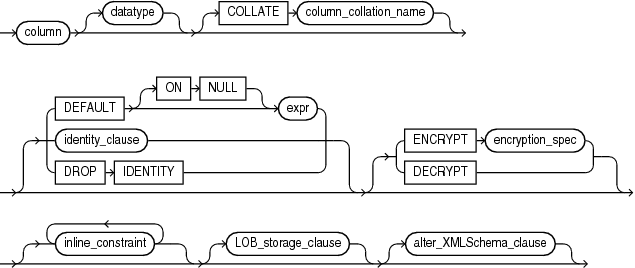 datatype COLLATE column_collation_name
column
ON NULL
DEFAULT expr
identity_clause ENCRYPT encryption_spec
DROP IDENTITY DECRYPT
inline_constraint LOB_storage_clause alter_XMLSchema_clause